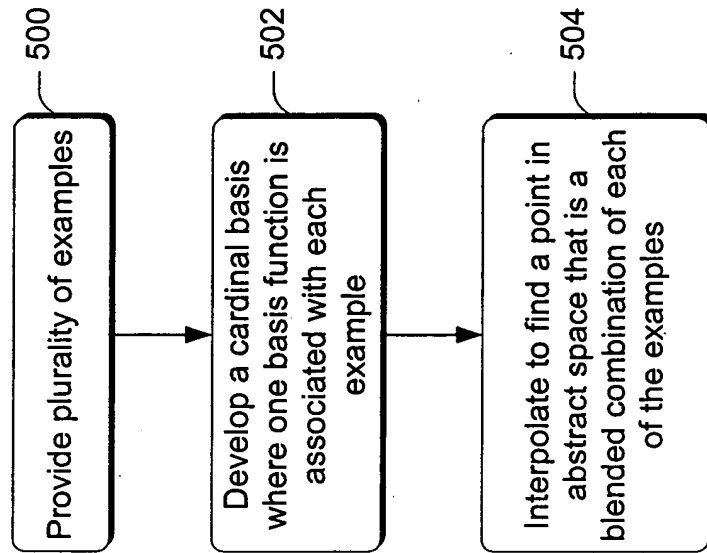 500
Provide plurality of examples
502
Develop a cardinal basis
where one basis function is
associated with each
example
504
Interpolate to find a point in
abstract space that is a
blended combination of each
of the examples